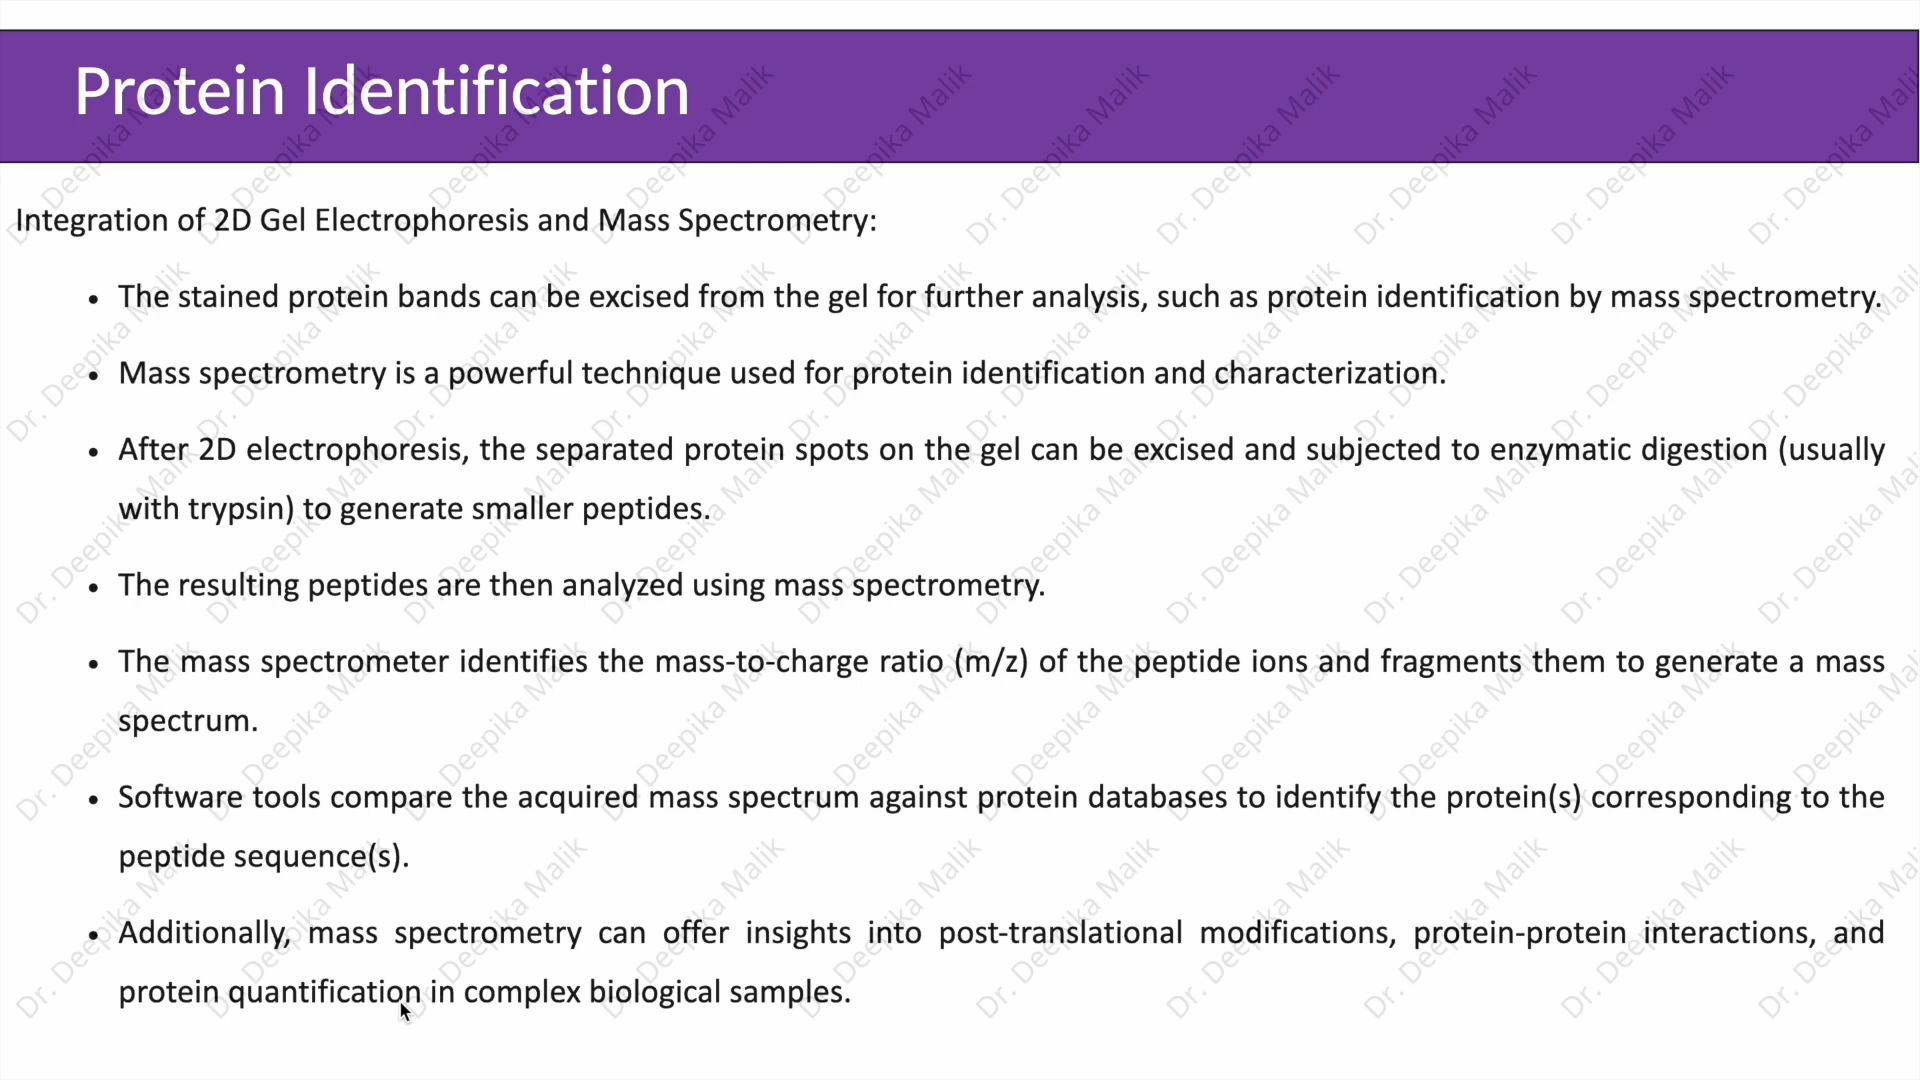 Protein Identification
Integration of 2D Gel Electrophoresis and Mass Spectrometry:
• The stained protein bands can be excised from the gel for further analysis, such as protein identification by mass spectrometry.
• Mass spectrometry is a powerful technique used for protein identification and characterization.
• After 2D electrophoresis, the separated protein spots on the gel can be excised and subjected to enzymatic digestion (usually
with trypsin) to generate smaller peptides.
• The resulting peptides are then analyzed using mass spectrometry.
• The mass spectrometer identifies the mass-to-charge ratio (m/z) of the peptide ions and fragments them to generate a mass
spectrum.
• Software tools compare the acquired mass spectrum against protein databases to identify the protein(s) corresponding to the
peptide sequence(s).
• Additionally, mass spectrometry can offer insights into post-translational modifications, protein-protein interactions, and
protein quantification in complex biological samples.
Dr. Deepika Malik